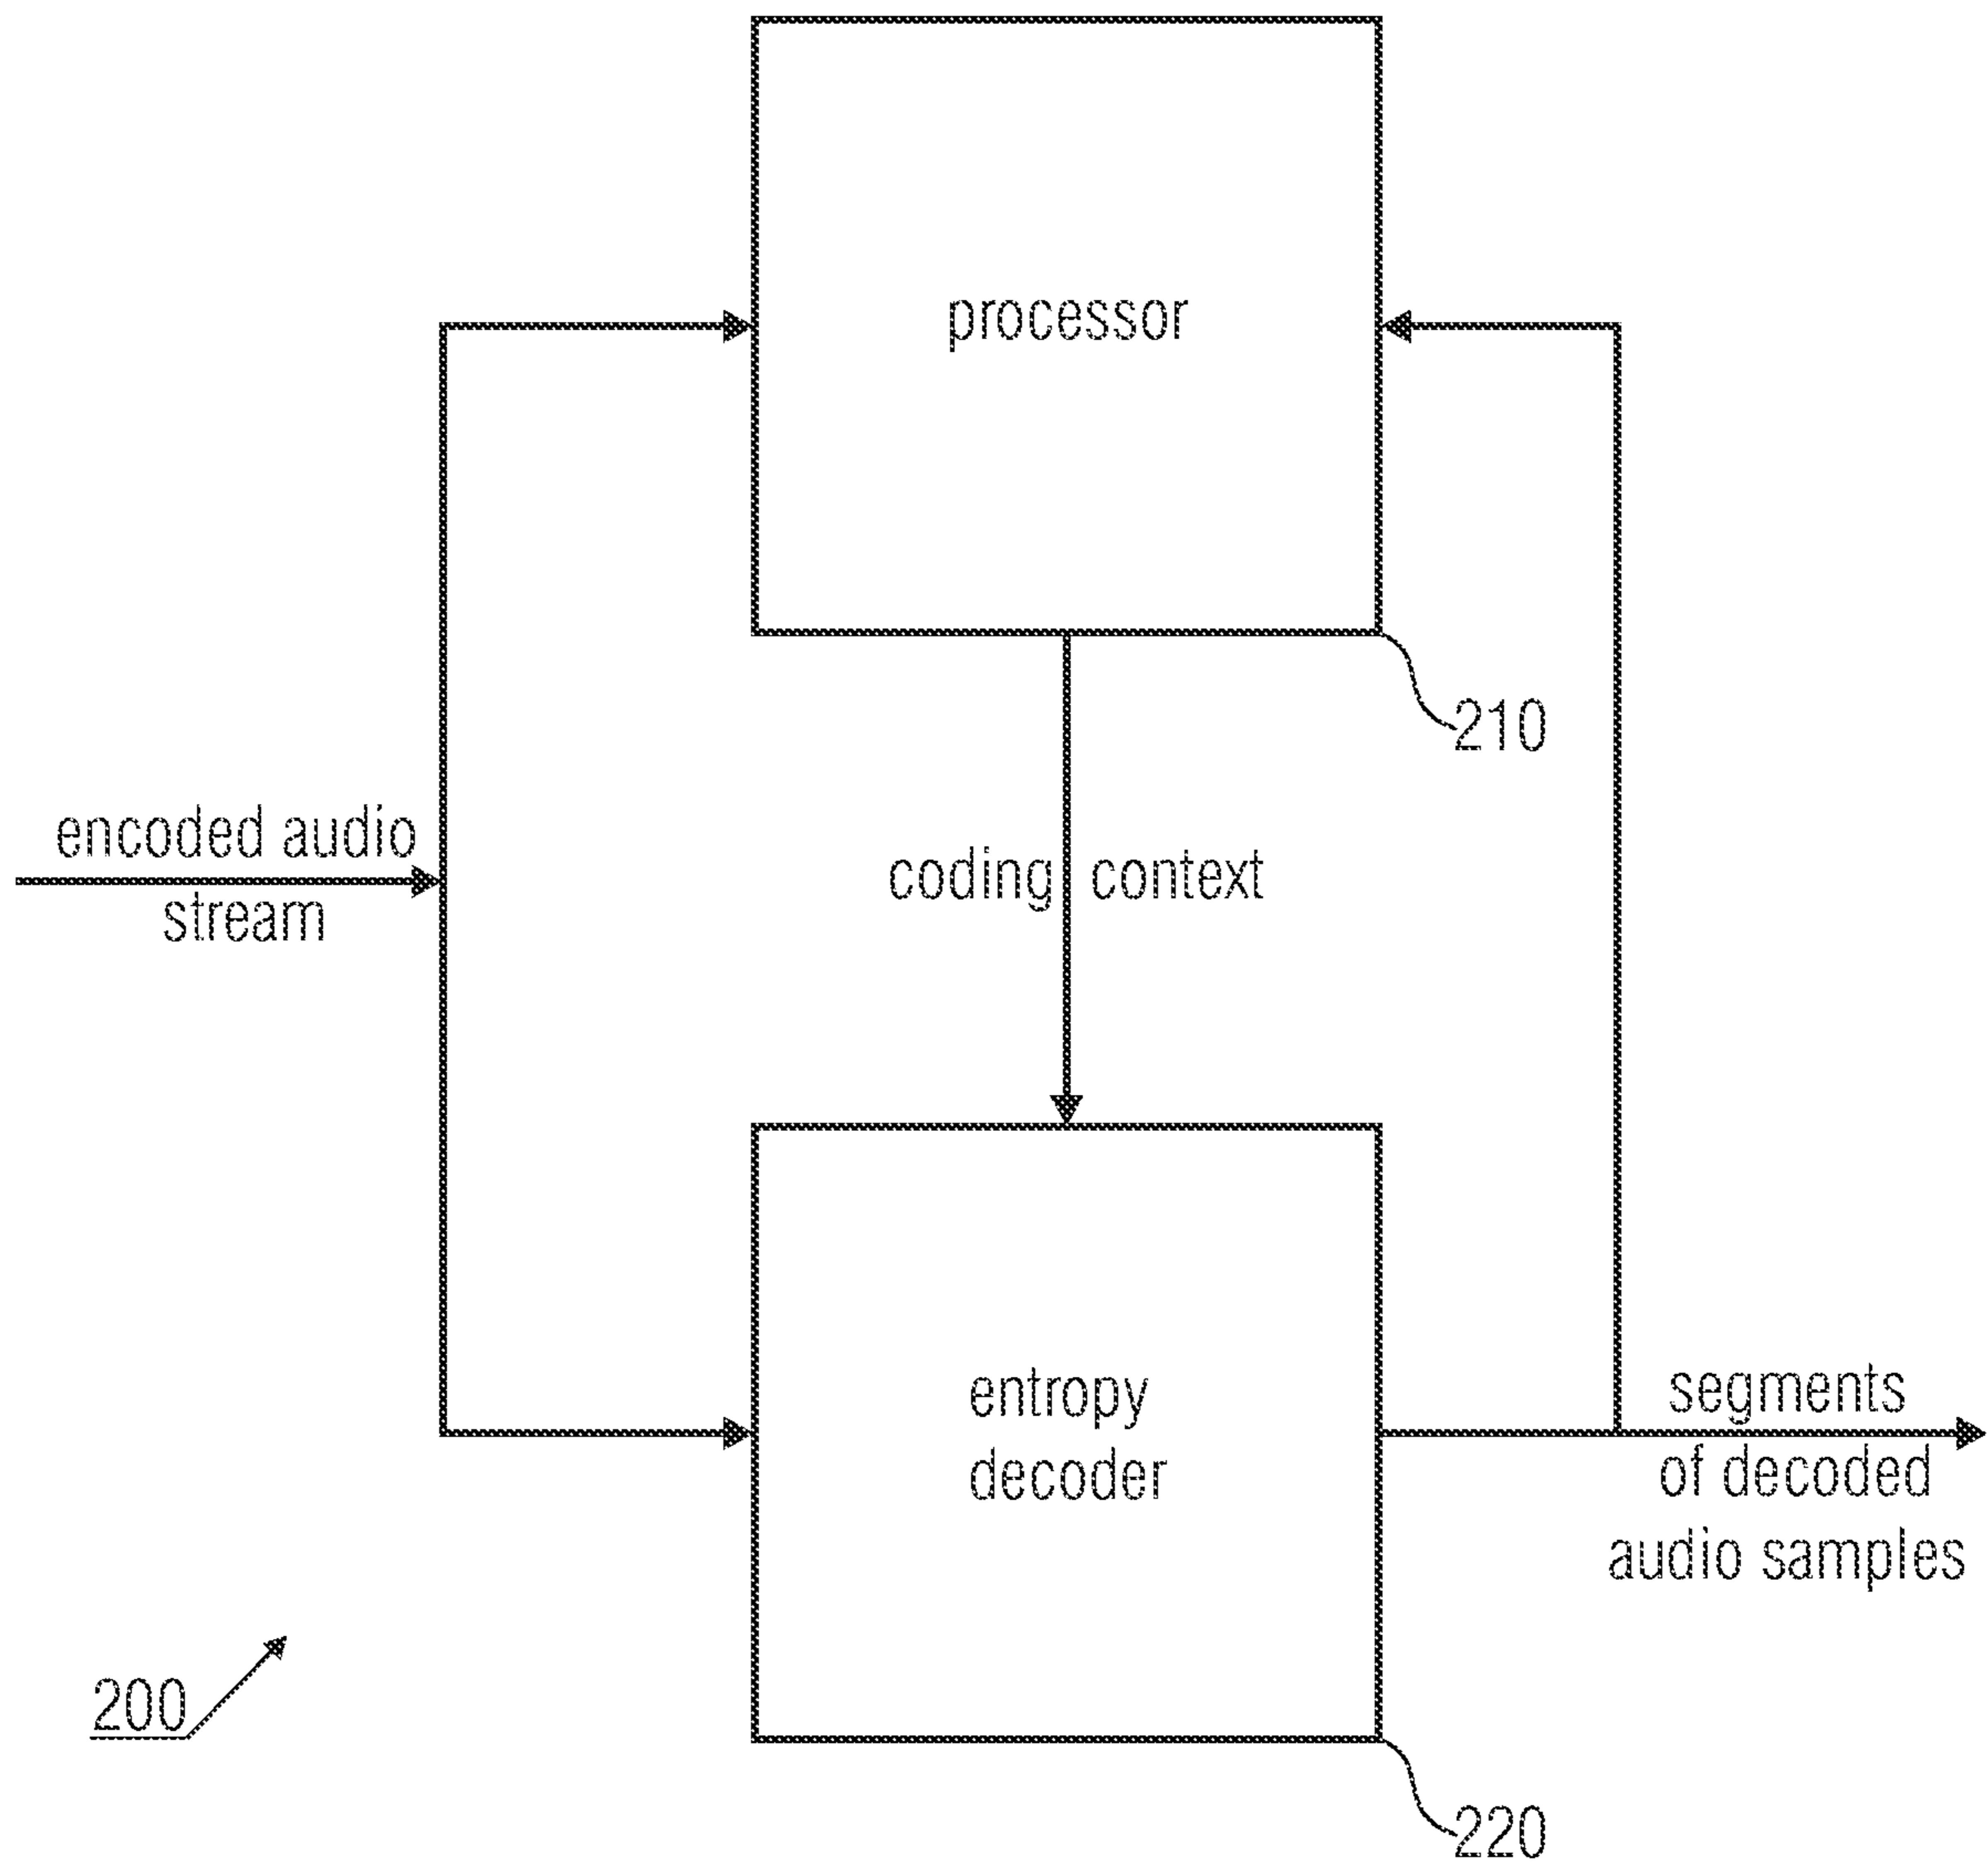 processor
210
encoded audio
stream
coding context
entropy
decoder
segments
of decoded
audio samples
200
220